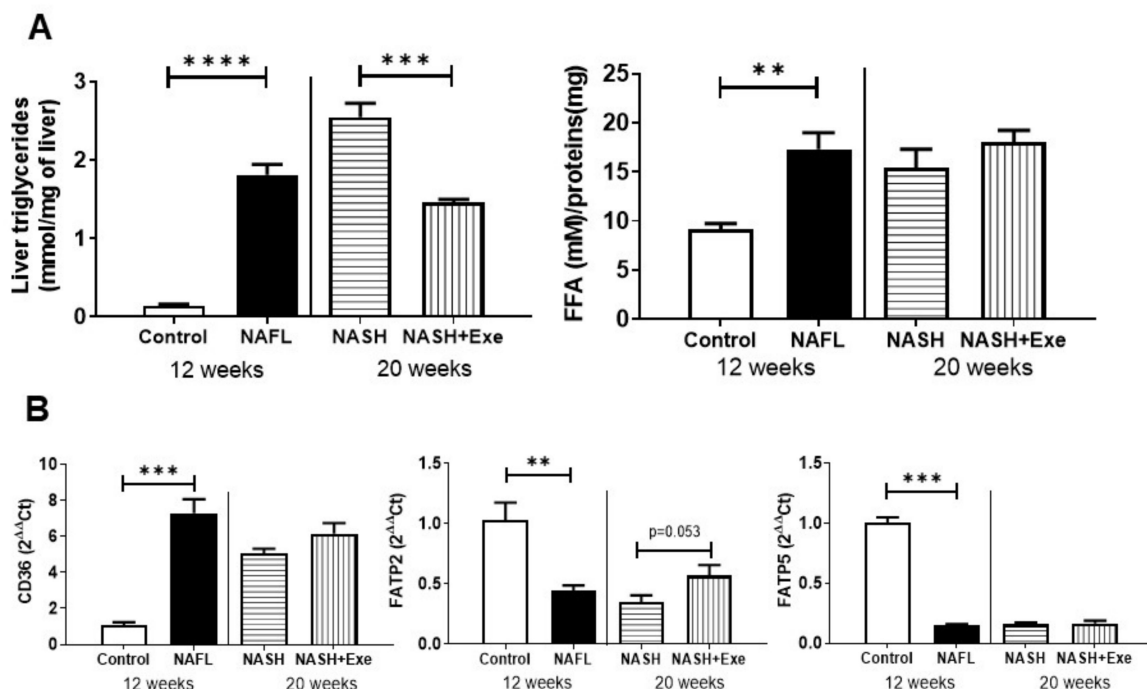 A
Liver triglycerides
(mmol/mg of liver)
3
2
1
0
****
***
Control NAFL NASH NASH+Exe
12 weeks 20 weeks
FFA (mM)/proteins(mg)
25
20
15
10
5
0
**
Control NAFL NASH NASH+Exe
12 weeks 20 weeks
B
CD36 (2^ΔΔCt)
10
8
6
4
2
0
***
Control NAFL NASH NASH+Exe
12 weeks 20 weeks
FATP2 (2^ΔΔCt)
1.5
1.0
0.5
0.0
**
p=0.053
Control NAFL NASH NASH+Exe
12 weeks 20 weeks
FATP5 (2^ΔΔCt)
1.5
1.0
0.5
0.0
***
Control NAFL NASH NASH+Exe
12 weeks 20 weeks